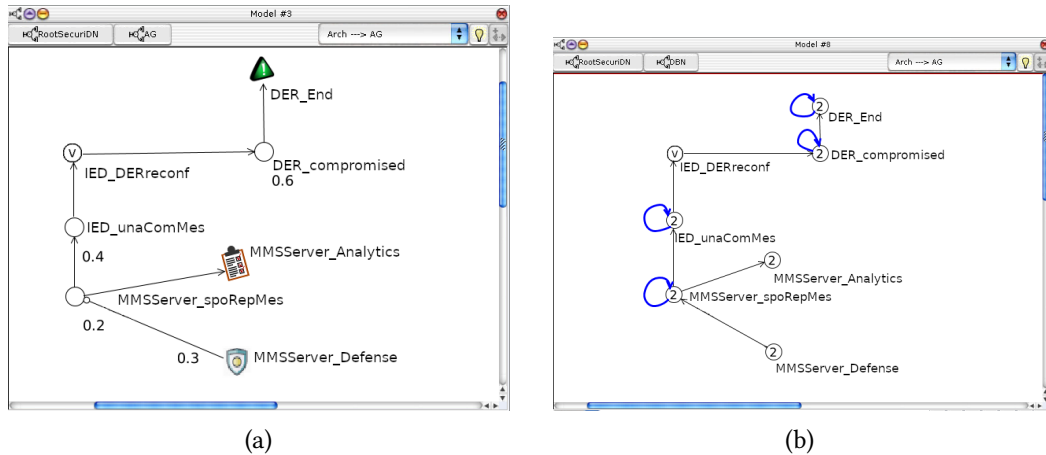 Model #3
RootSecuriDN
AG
Arch ---> AG
DER_End
V
IED_DERreconf
DER_compromised
0.6
IED_unaComMes
0.4
MMSServer_Analytics
MMSServer_spoRepMes
0.2
0.3
MMSServer_Defense
(a)
Model #8
RootSecuriDN
DBN
Arch ---> AG
2
DER_End
V
2
DER_compromised
IED_DERreconf
2
IED_unaComMes
2
MMSServer_Analytics
2
MMSServer_spoRepMes
2
MMSServer_Defense
(b)